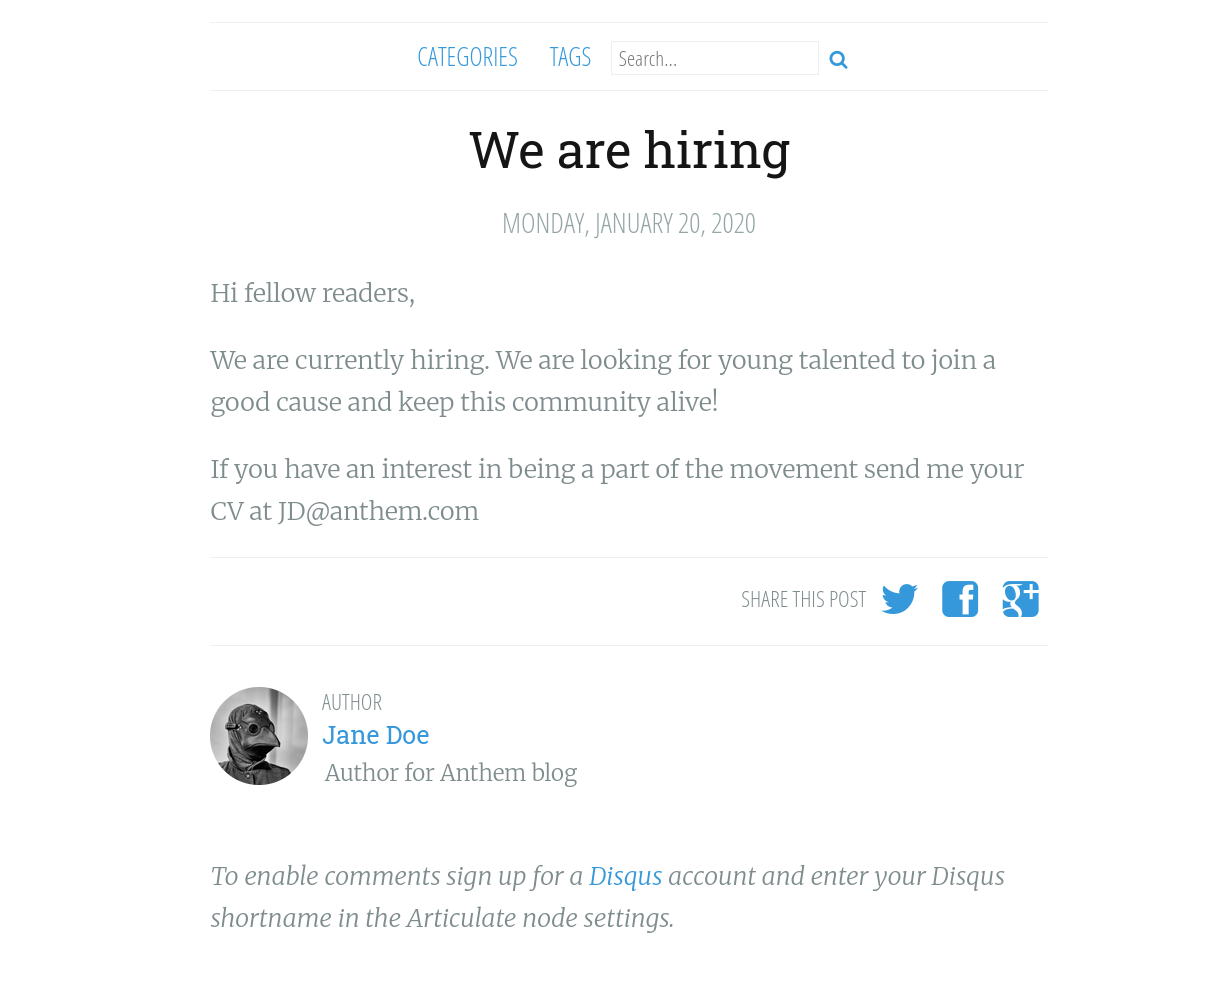 CATEGORIES TAGS Search...
We are hiring
MONDAY, JANUARY 20, 2020
Hi fellow readers,
We are currently hiring. We are looking for young talented to join a
good cause and keep this community alive!
If you have an interest in being a part of the movement send me your
CV at JD@anthem.com
SHARE THIS POST
AUTHOR
Jane Doe
Author for Anthem blog
To enable comments sign up for a Disqus account and enter your Disqus
shortname in the Articulate node settings.